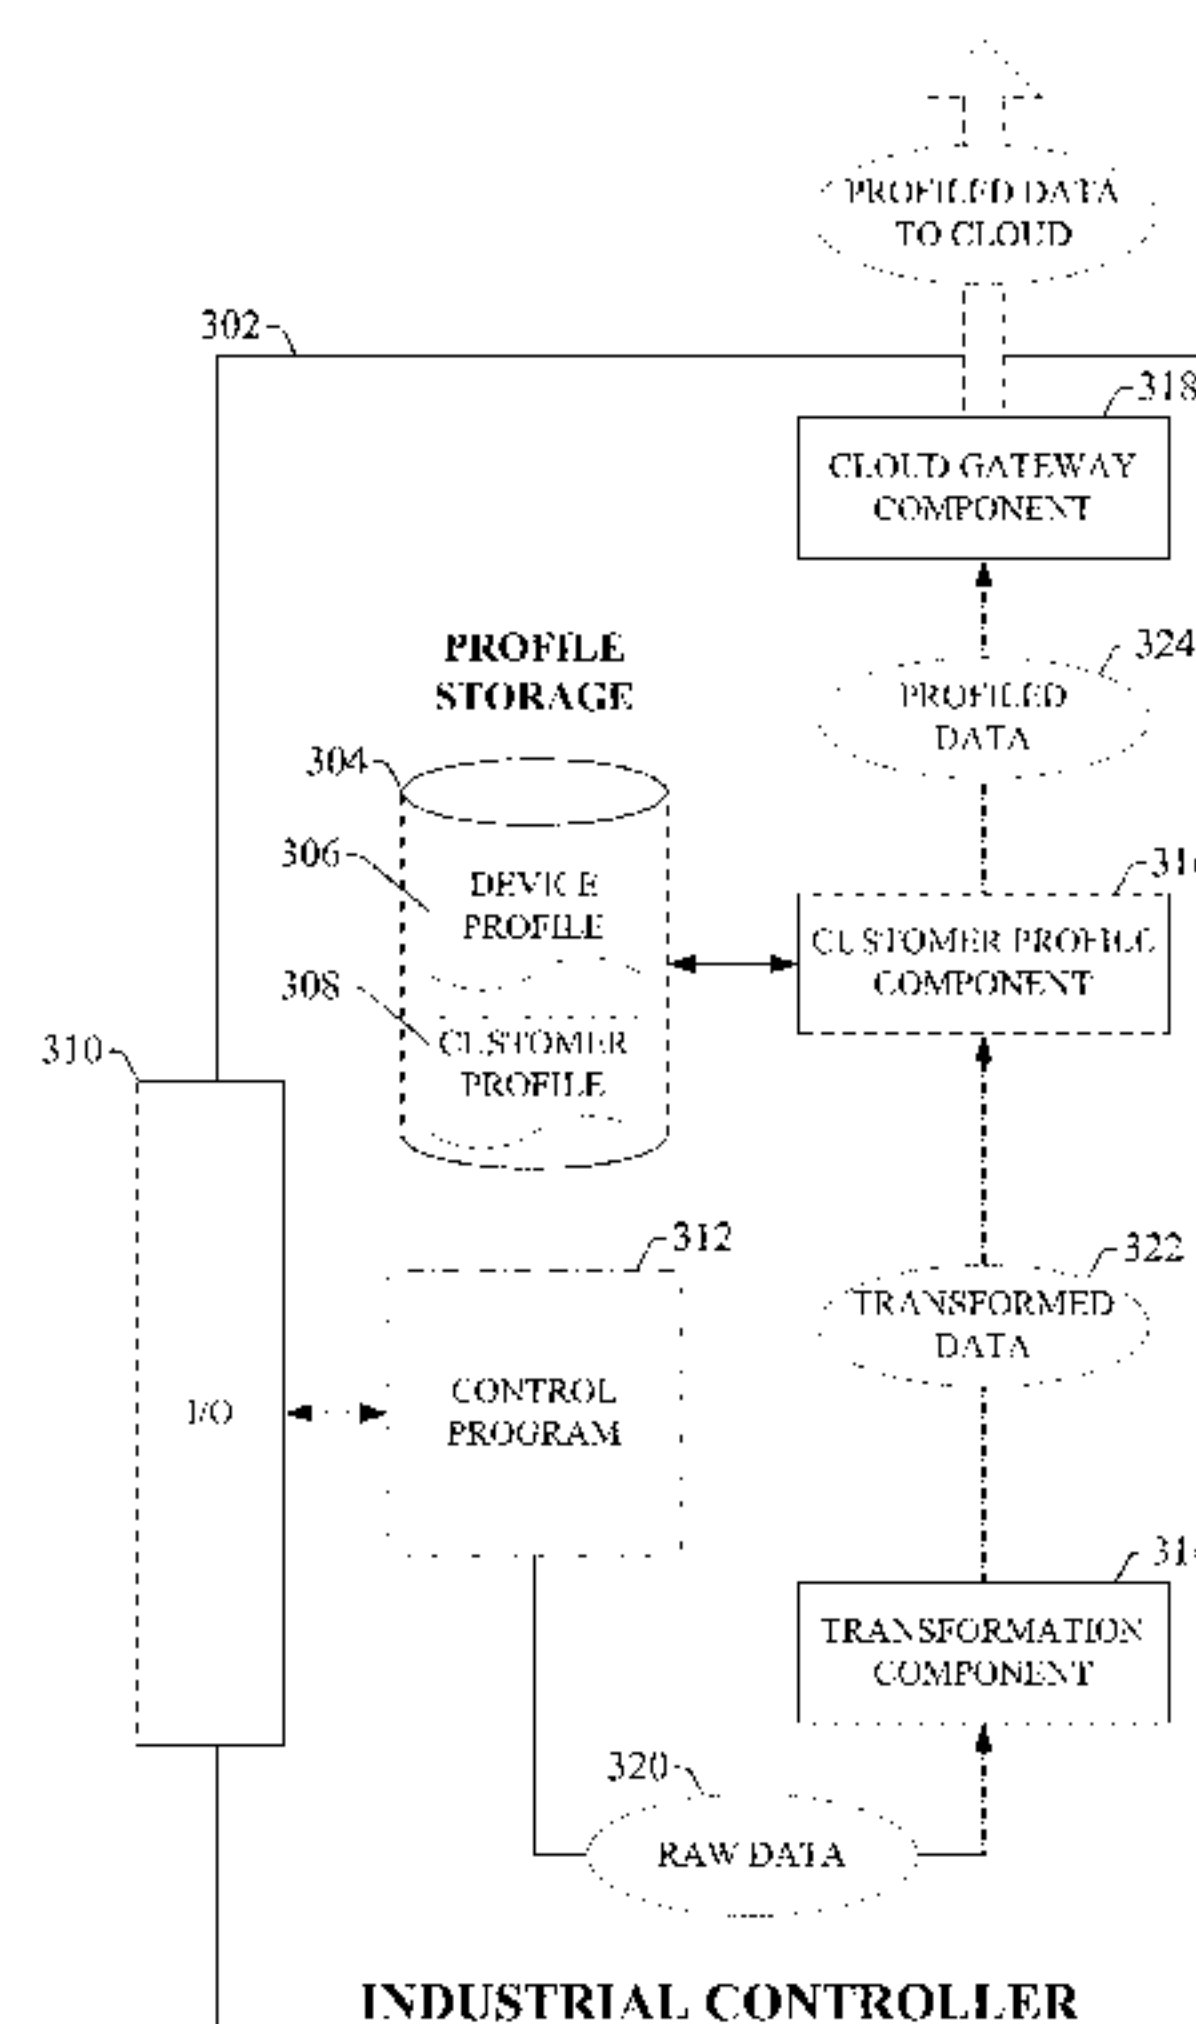 PROFILED DATA
TO CLOUD
302
318
CLOUD GATEWAY
COMPONENT
PROFILE
STORAGE
324
PROFILED
DATA
304
306
DEVICE
PROFILE
CUSTOMER PROFILE
COMPONENT
308
CUSTOMER
PROFILE
310
312
322
TRANSFORMED
DATA
I/O
CONTROL
PROGRAM
TRANSFORMATION
COMPONENT
320
RAW DATA
INDUSTRIAL CONTROLLER